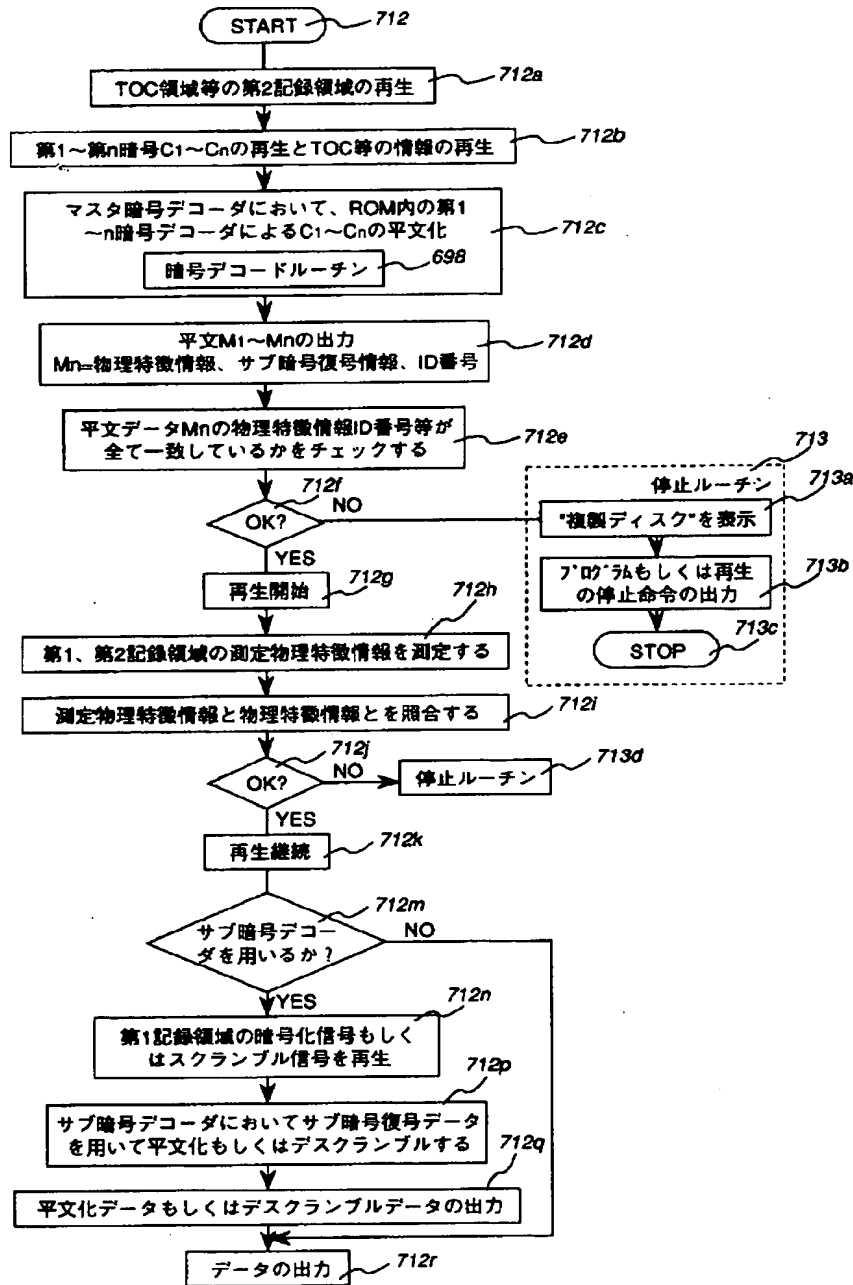 START
712
TOC領域等の第2記録領域の再生
712a
第1～第n暗号C1～Cnの再生とTOC等の情報の再生
712b
マスタ暗号デコーダにおいて、ROM内の第1
～n暗号デコーダによるC1～Cnの平文化
712c
暗号デコードルーチン
698
平文M1～Mnの出力
Mn=物理特徴情報、サブ暗号復号情報、ID番号
712d
平文データMnの物理特徴情報ID番号等が
全て一致しているかをチェックする
712e
712f
OK?
NO
YES
713
停止ルーチン
713a
"複製ディスク"を表示
713b
プログラムもしくは再生
の停止命令の出力
STOP
713c
再生開始
712g
712h
第1、第2記録領域の測定物理特徴情報を測定する
測定物理特徴情報と物理特徴情報とを照合する
712i
712j
OK?
NO
停止ルーチン
713d
YES
再生継続
712k
712m
サブ暗号デコー
ダを用いるか？
NO
YES
712n
第1記録領域の暗号化信号もしく
はスクランブル信号を再生
712p
サブ暗号デコーダにおいてサブ暗号復号データ
を用いて平文化もしくはデスクランブルする
712q
平文化データもしくはデスクランブルデータの出力
データの出力
712r